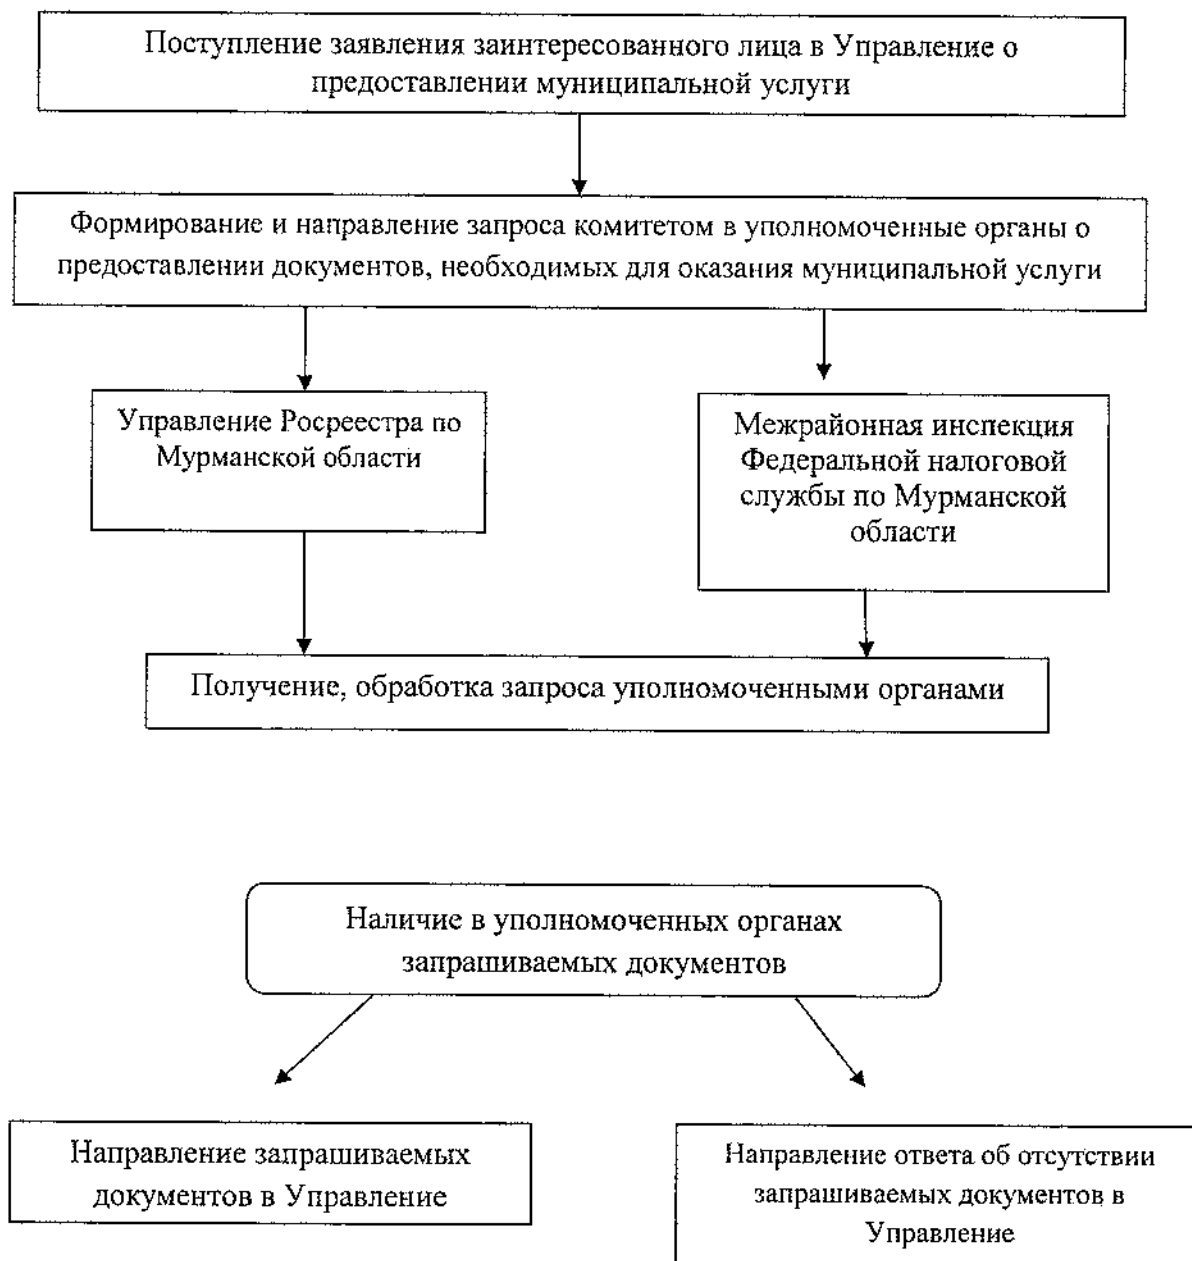 Поступление заявления заинтересованного лица в Управление о
предоставлении муниципальной услуги
Формирование и направление запроса комитетом в уполномоченные органы о
предоставлении документов, необходимых для оказания муниципальной услуги
Управление Росреестра по
Мурманской области
Межрайонная инспекция
Федеральной налоговой
службы по Мурманской
области
Получение, обработка запроса уполномоченными органами
Наличие в уполномоченных органах
запрашиваемых документов
Направление запрашиваемых
документов в Управление
Направление ответа об отсутствии
запрашиваемых документов в
Управление